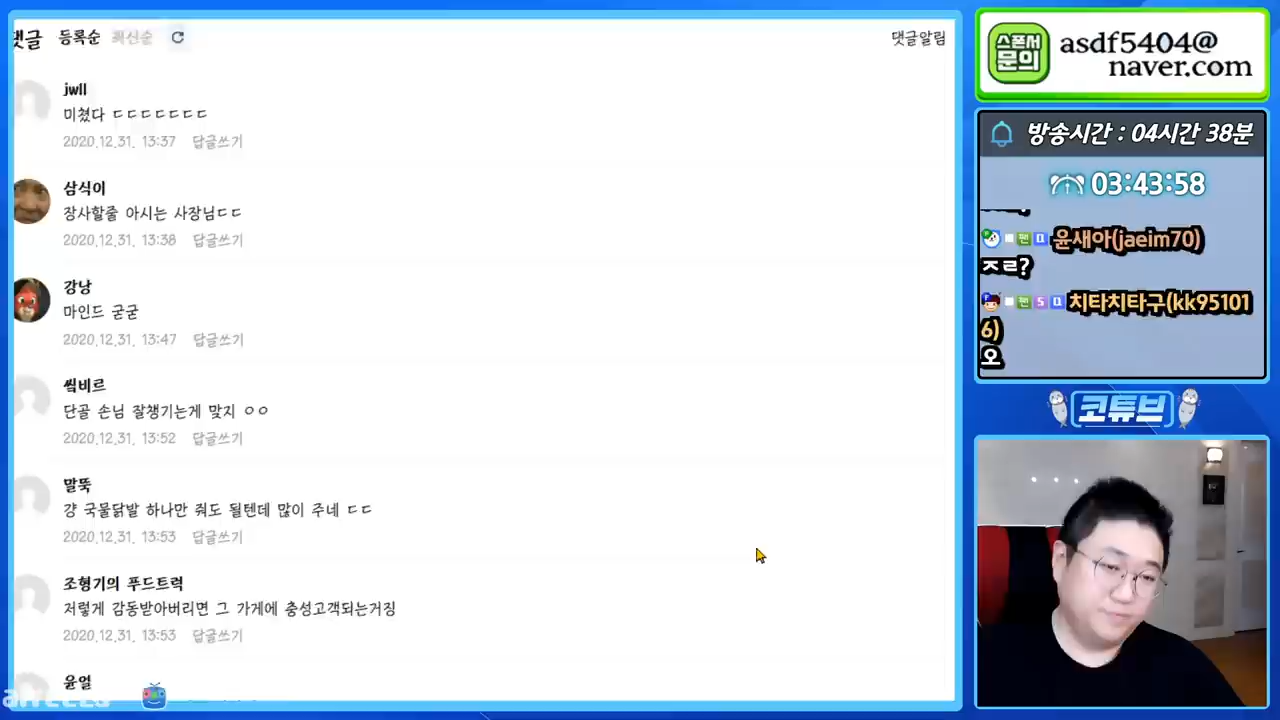 댓글 등록순 최신순
댓글알림
jwll
미쳤다 ㄷㄷㄷㄷㄷㄷㄷ
2020.12.31. 13:37 답글쓰기
삼식이
장사할줄 아시는 사장님ㄷㄷ
2020.12.31. 13:38 답글쓰기
강낭
마인드 굳굳
2020.12.31. 13:47 답글쓰기
씤비르
단골 손님 잘챙기는게 맞지 ㅇㅇ
2020.12.31. 13:52 답글쓰기
말뚝
걍 국물닭발 하나만 줘도 될텐데 많이 주네 ㄷㄷ
2020.12.31. 13:53 답글쓰기
조형기의 푸드트럭
저렇게 감동받아버리면 그 가게에 충성고객되는거징
2020.12.31. 13:53 답글쓰기
윤얼
스폰서
문의
asdf5404@
naver.com
방송시간 : 04시간 38분
03:43:58
윤새아(jaeim70)
ㅈㄹ?
치타치타구(kk95101
6)
오
코튜브